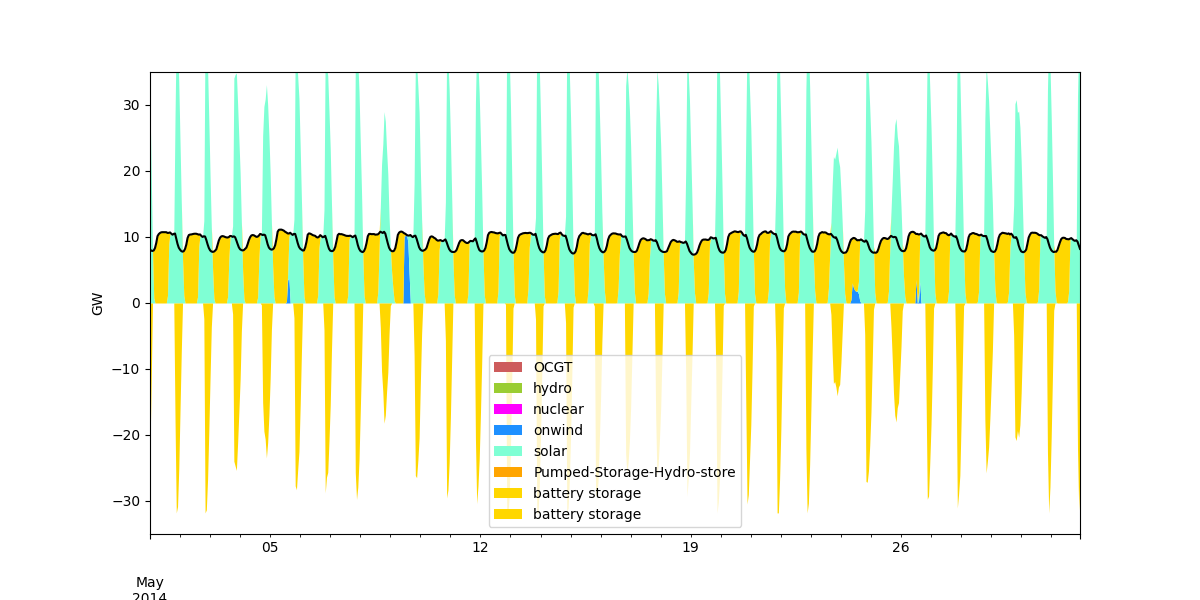 30
20
10
0
−10
−20
−30
GW
OCGT
hydro
nuclear
onwind
solar
Pumped-Storage-Hydro-store
battery storage
battery storage
05 12 19 26
May
2014